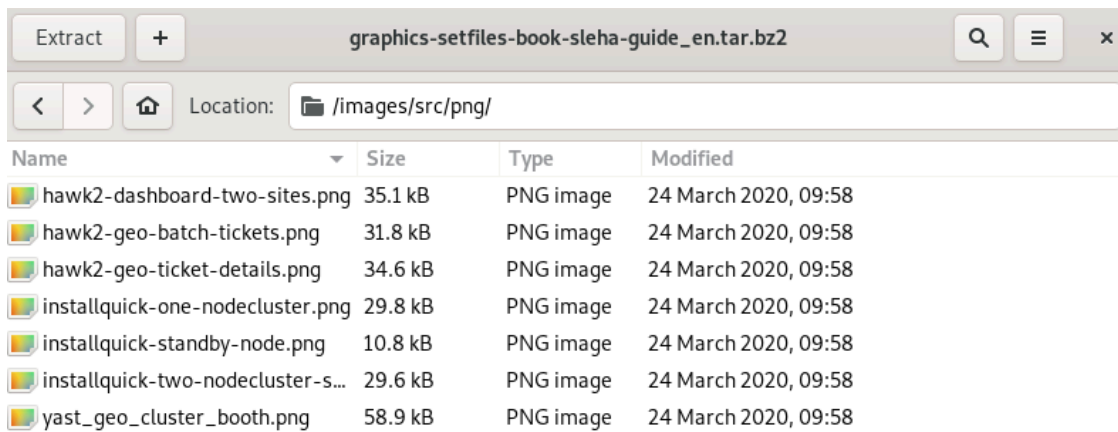 Extract + graphics-setfiles-book-sleha-guide_en.tar.bz2
Location: /images/src/png/
Name Size Type Modified
hawk2-dashboard-two-sites.png 35.1 kB PNG image 24 March 2020, 09:58
hawk2-geo-batch-tickets.png 31.8 kB PNG image 24 March 2020, 09:58
hawk2-geo-ticket-details.png 34.6 kB PNG image 24 March 2020, 09:58
installquick-one-nodecluster.png 29.8 kB PNG image 24 March 2020, 09:58
installquick-standby-node.png 10.8 kB PNG image 24 March 2020, 09:58
installquick-two-nodecluster-s... 29.6 kB PNG image 24 March 2020, 09:58
yast_geo_cluster_booth.png 58.9 kB PNG image 24 March 2020, 09:58